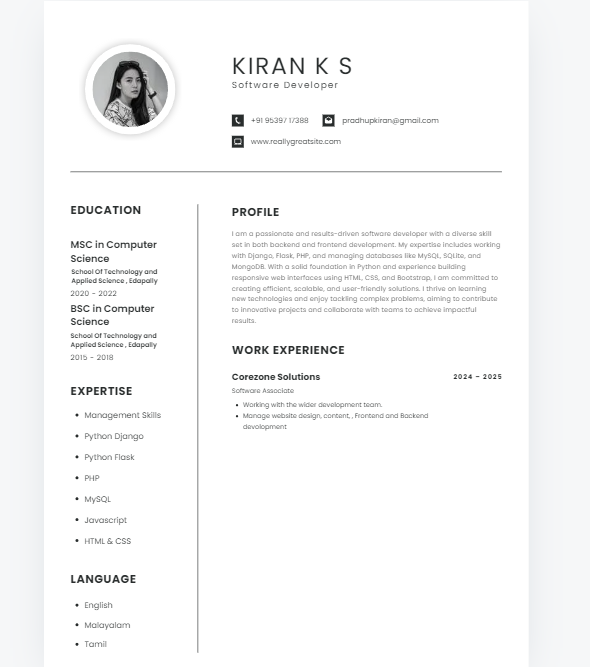 KIRAN K S
Software Developer
+91 95397 17388
pradhupkiran@gmail.com
www.reallygreatsite.com
EDUCATION
MSC in Computer
Science
School Of Technology and
Applied Science , Edapally
2020 - 2022
BSC in Computer
Science
School Of Technology and
Applied Science , Edapally
2015 - 2018
EXPERTISE
• Management Skills
• Python Django
• Python Flask
• PHP
• MySQL
• Javascript
• HTML & CSS
LANGUAGE
• English
• Malayalam
• Tamil
PROFILE
I am a passionate and results-driven software developer with a diverse skill
set in both backend and frontend development. My expertise includes working
with Django, Flask, PHP, and managing databases like MySQL, SQLite, and
MongoDB. With a solid foundation in Python and experience building
responsive web interfaces using HTML, CSS, and Bootstrap, I am committed to
creating efficient, scalable, and user-friendly solutions. I thrive on learning
new technologies and enjoy tackling complex problems, aiming to contribute
to innovative projects and collaborate with teams to achieve impactful
results.
WORK EXPERIENCE
Corezone Solutions
2024 - 2025
Software Associate
• Working with the wider development team.
• Manage website design, content, , Frontend and Backend
devolopment